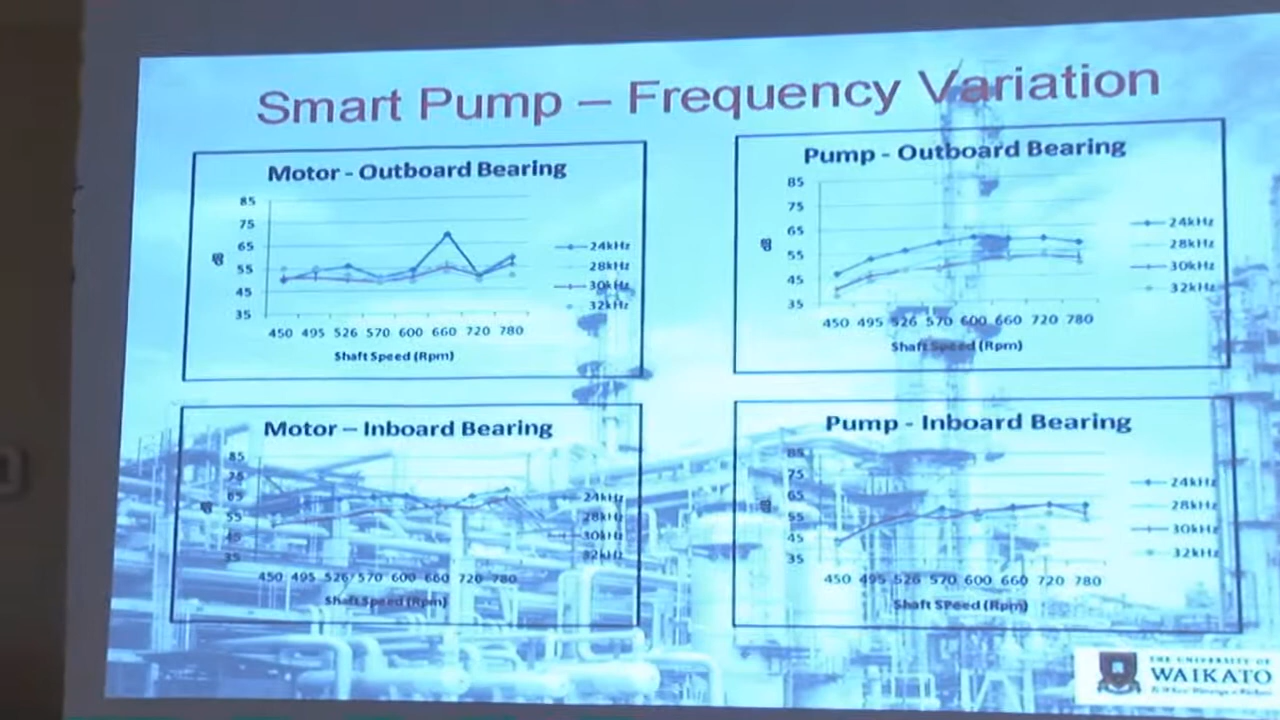 Smart Pump – Frequency Variation
Motor - Outboard Bearing
85
75
65
55
45
35
dB
24kHz
28kHz
30kHz
32kHz
450 495 526 570 600 660 720 780
Shaft Speed (Rpm)
Pump - Outboard Bearing
85
75
65
55
45
35
dB
24kHz
28kHz
30kHz
32kHz
450 495 526 570 600 660 720 780
Shaft Speed (Rpm)
Motor – Inboard Bearing
85
75
65
55
45
35
24kHz
28kHz
30kHz
32kHz
450 495 526 570 600 660 720 780
Shaft Speed (Rpm)
Pump - Inboard Bearing
85
75
65
55
45
35
24kHz
28kHz
30kHz
32kHz
450 495 526 570 600 660 720 780
Shaft SPeed (Rpm)
THE UNIVERSITY OF
WAIKATO